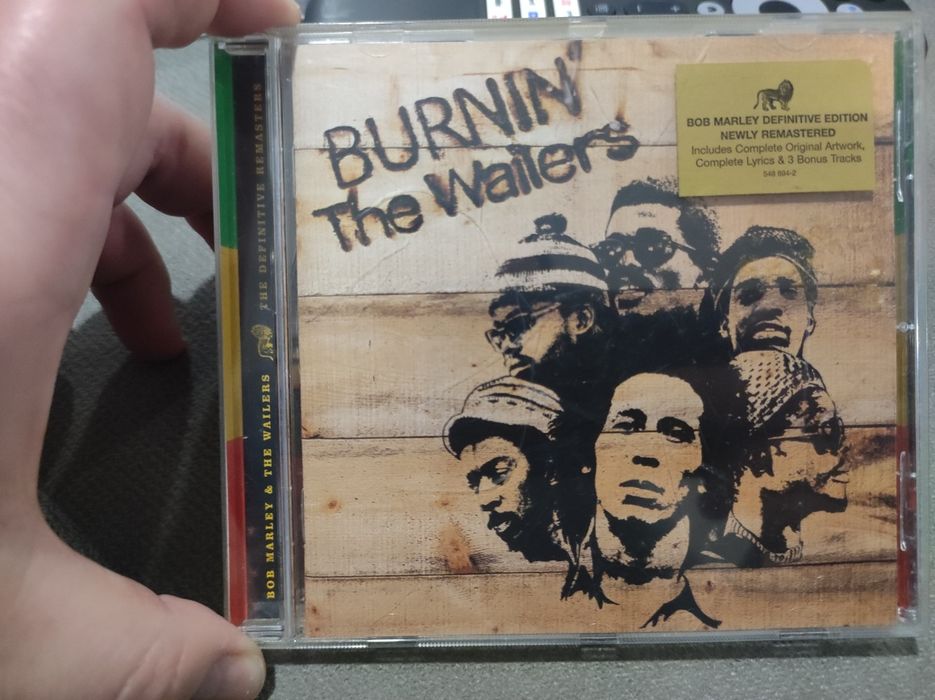 BURNIN'
The Wailers
BOB MARLEY DEFINITIVE EDITION
NEWLY REMASTERED
Includes Complete Original Artwork,
Complete Lyrics & 3 Bonus Tracks
548 894-2
BOB MARLEY & THE WAILERS THE DEFINITIVE REMASTERS